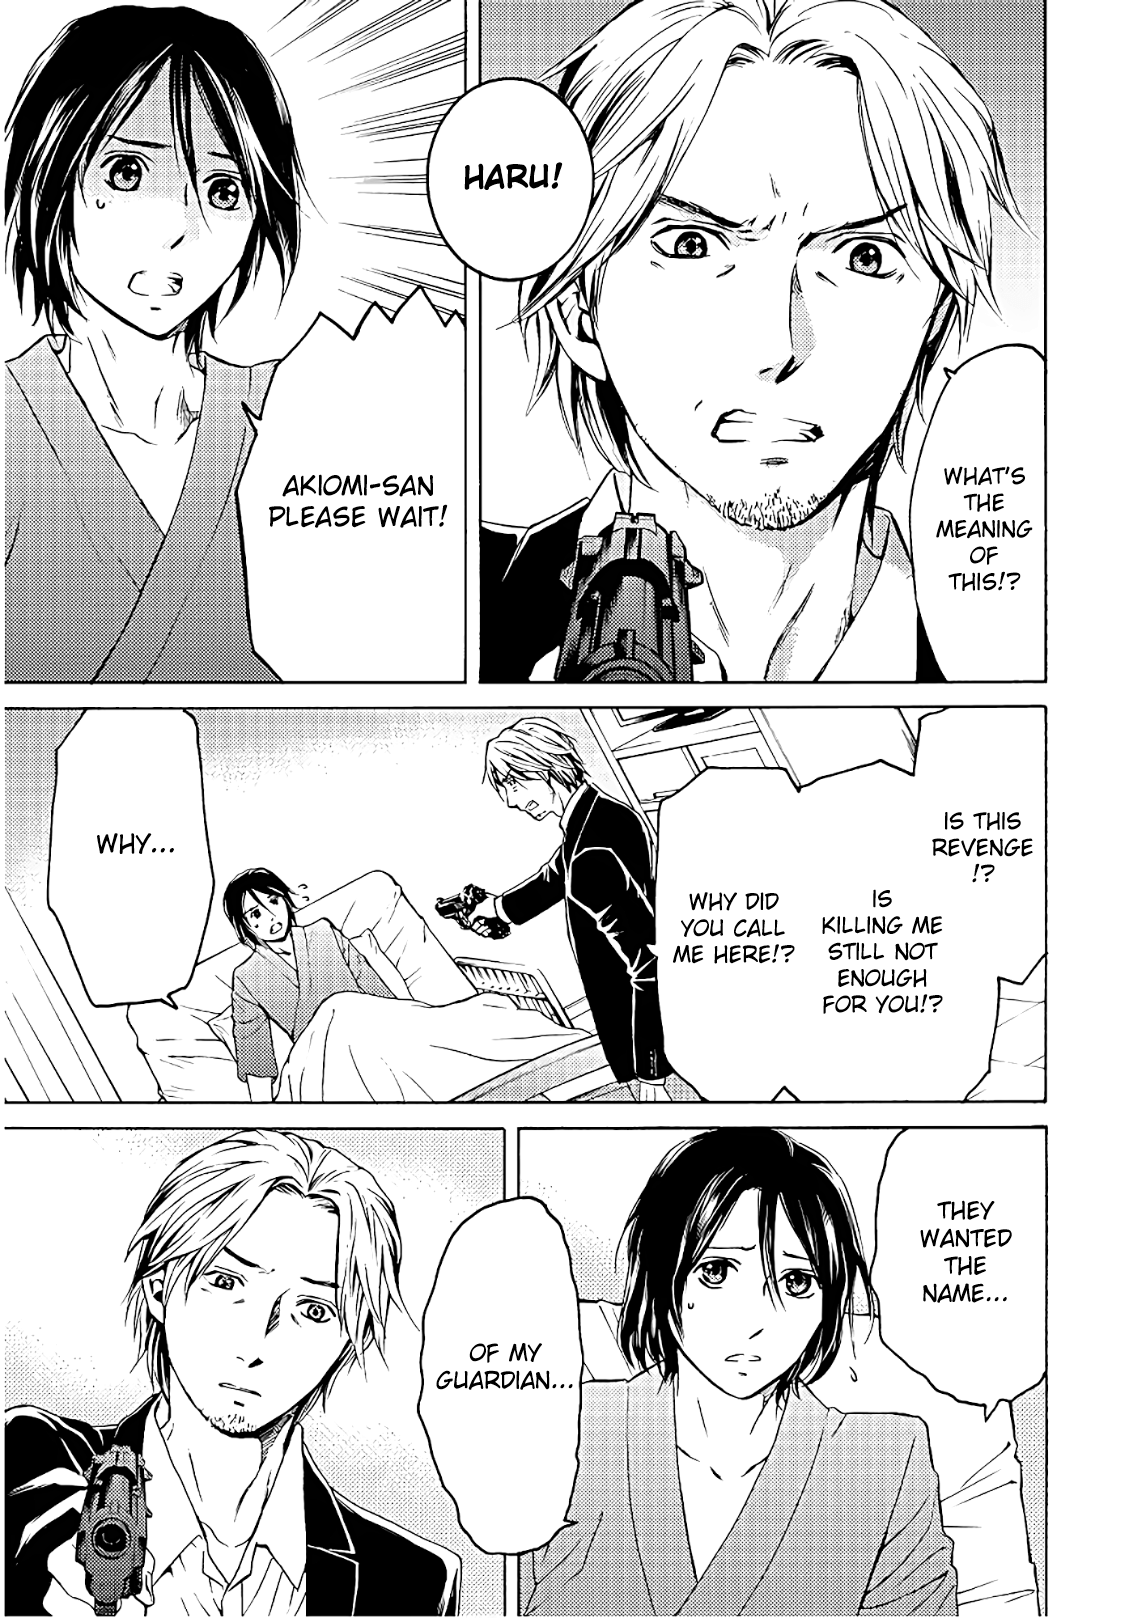 HARU!
WHAT'S
THE
MEANING
OF
THIS!?
AKIOMI-SAN
PLEASE WAIT!
IS THIS
REVENGE
!?
IS
KILLING ME
STILL NOT
ENOUGH
FOR YOU!?
WHY DID
YOU CALL
ME HERE!?
WHY...
THEY
WANTED
THE
NAME...
OF MY
GUARDIAN...